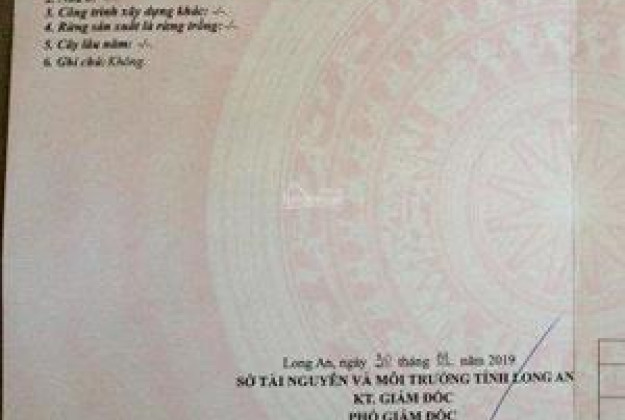 3. Công trình xây dựng khác: -/-
4. Rừng sản xuất là rừng trồng: -/-
5. Cây lâu năm: -/-
6. Ghi chú: Không.
Long An, ngày 30 tháng 01 năm 2019
SỞ TÀI NGUYÊN VÀ MÔI TRƯỜNG TỈNH LONG AN
KT. GIÁM ĐỐC
PHÓ GIÁM ĐỐC